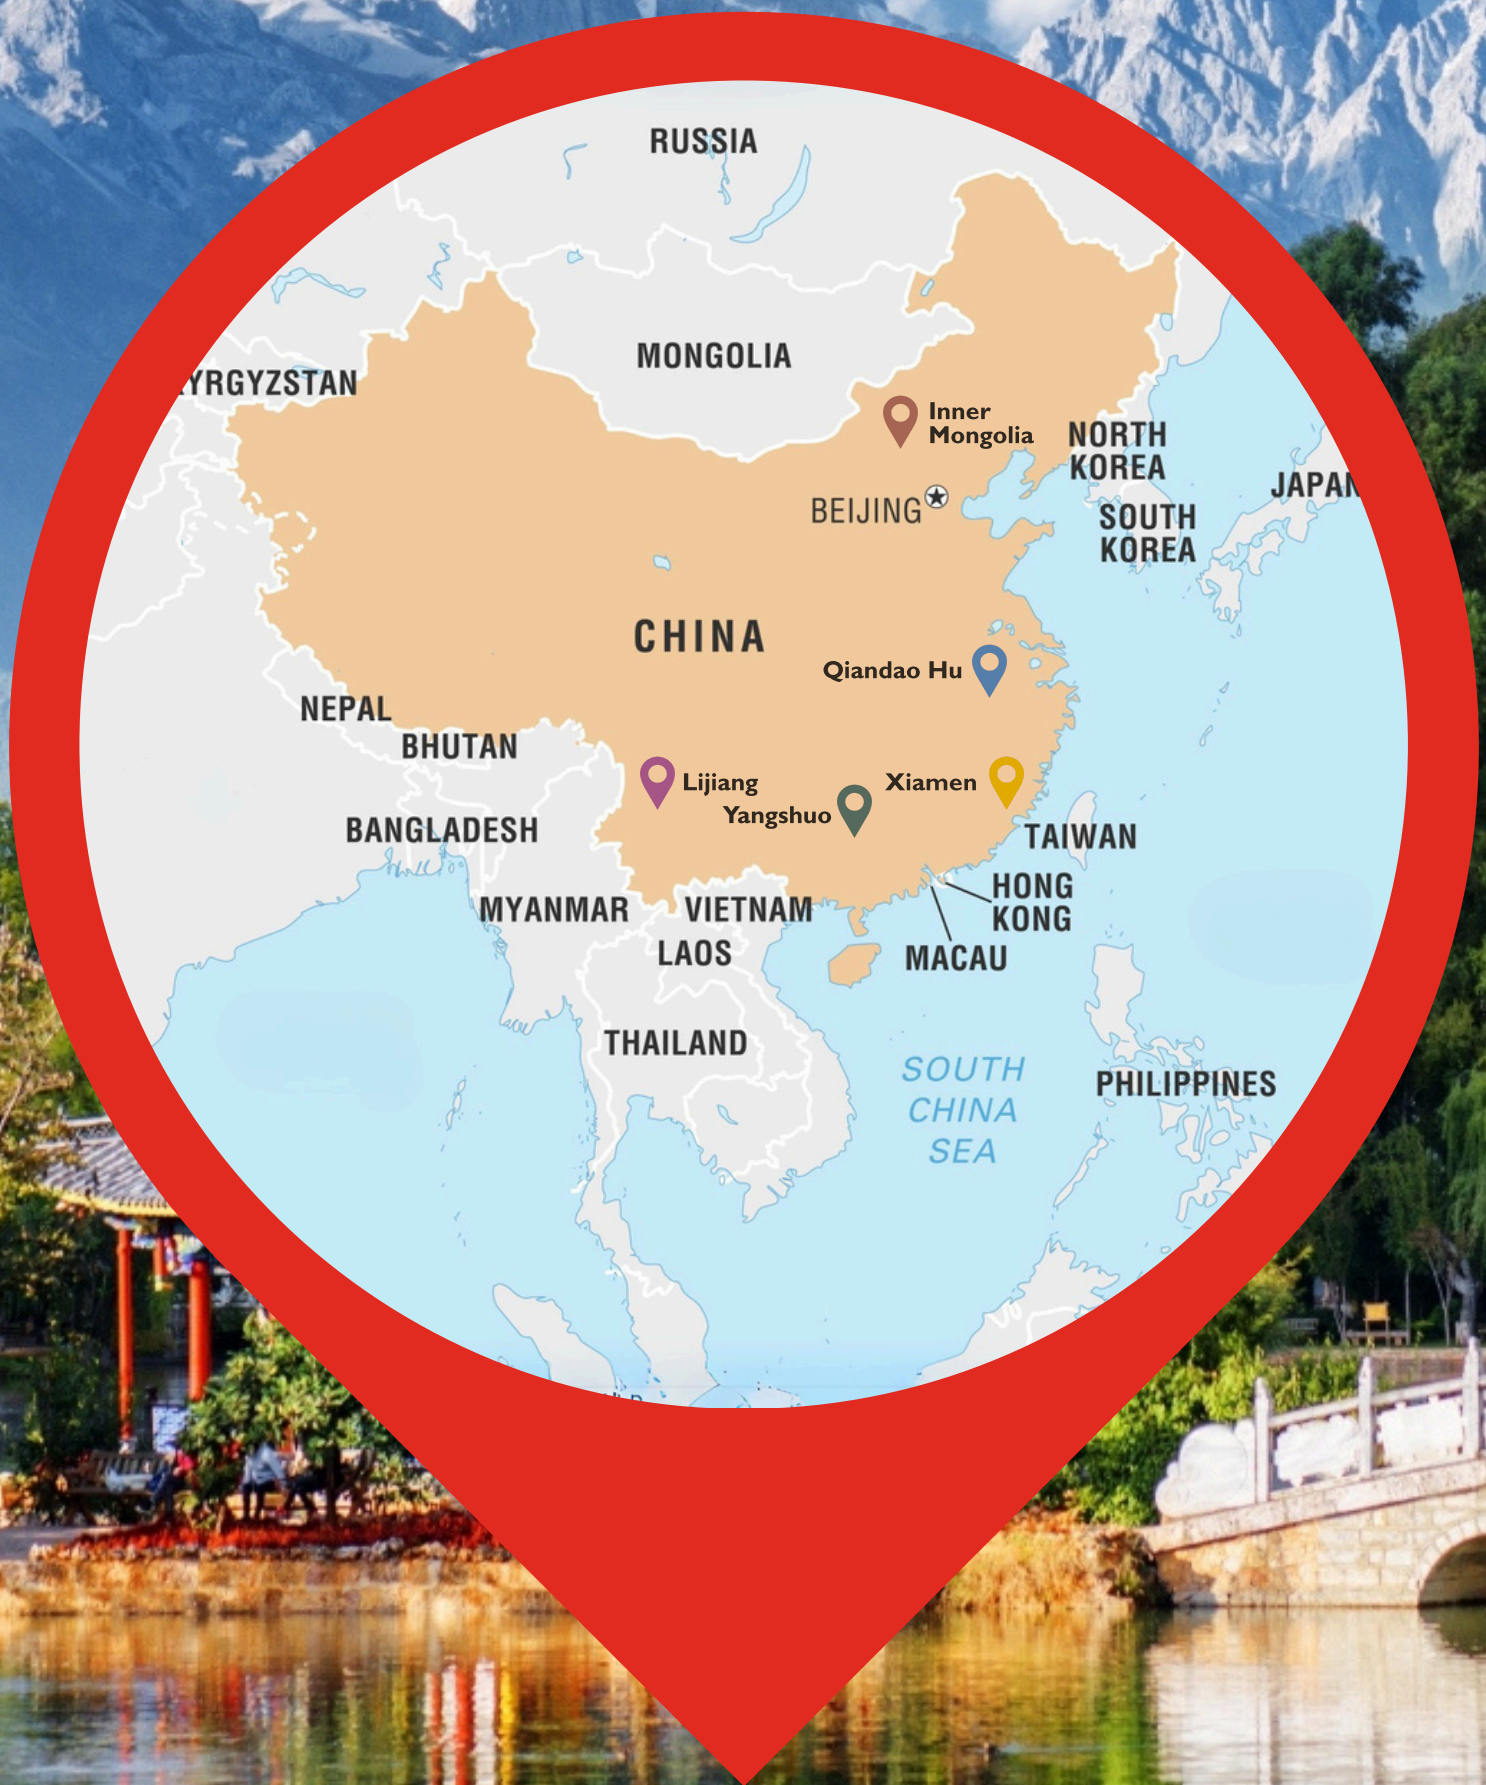 RUSSIA
MONGOLIA
YRGYZSTAN
Inner
Mongolia
NORTH
KOREA
JAPAN
BEIJING
SOUTH
KOREA
CHINA
Qiandao Hu
NEPAL
BHUTAN
Lijiang
Xiamen
Yangshuo
BANGLADESH
TAIWAN
HONG
KONG
MYANMAR
VIETNAM
LAOS
MACAU
THAILAND
SOUTH
CHINA
SEA
PHILIPPINES